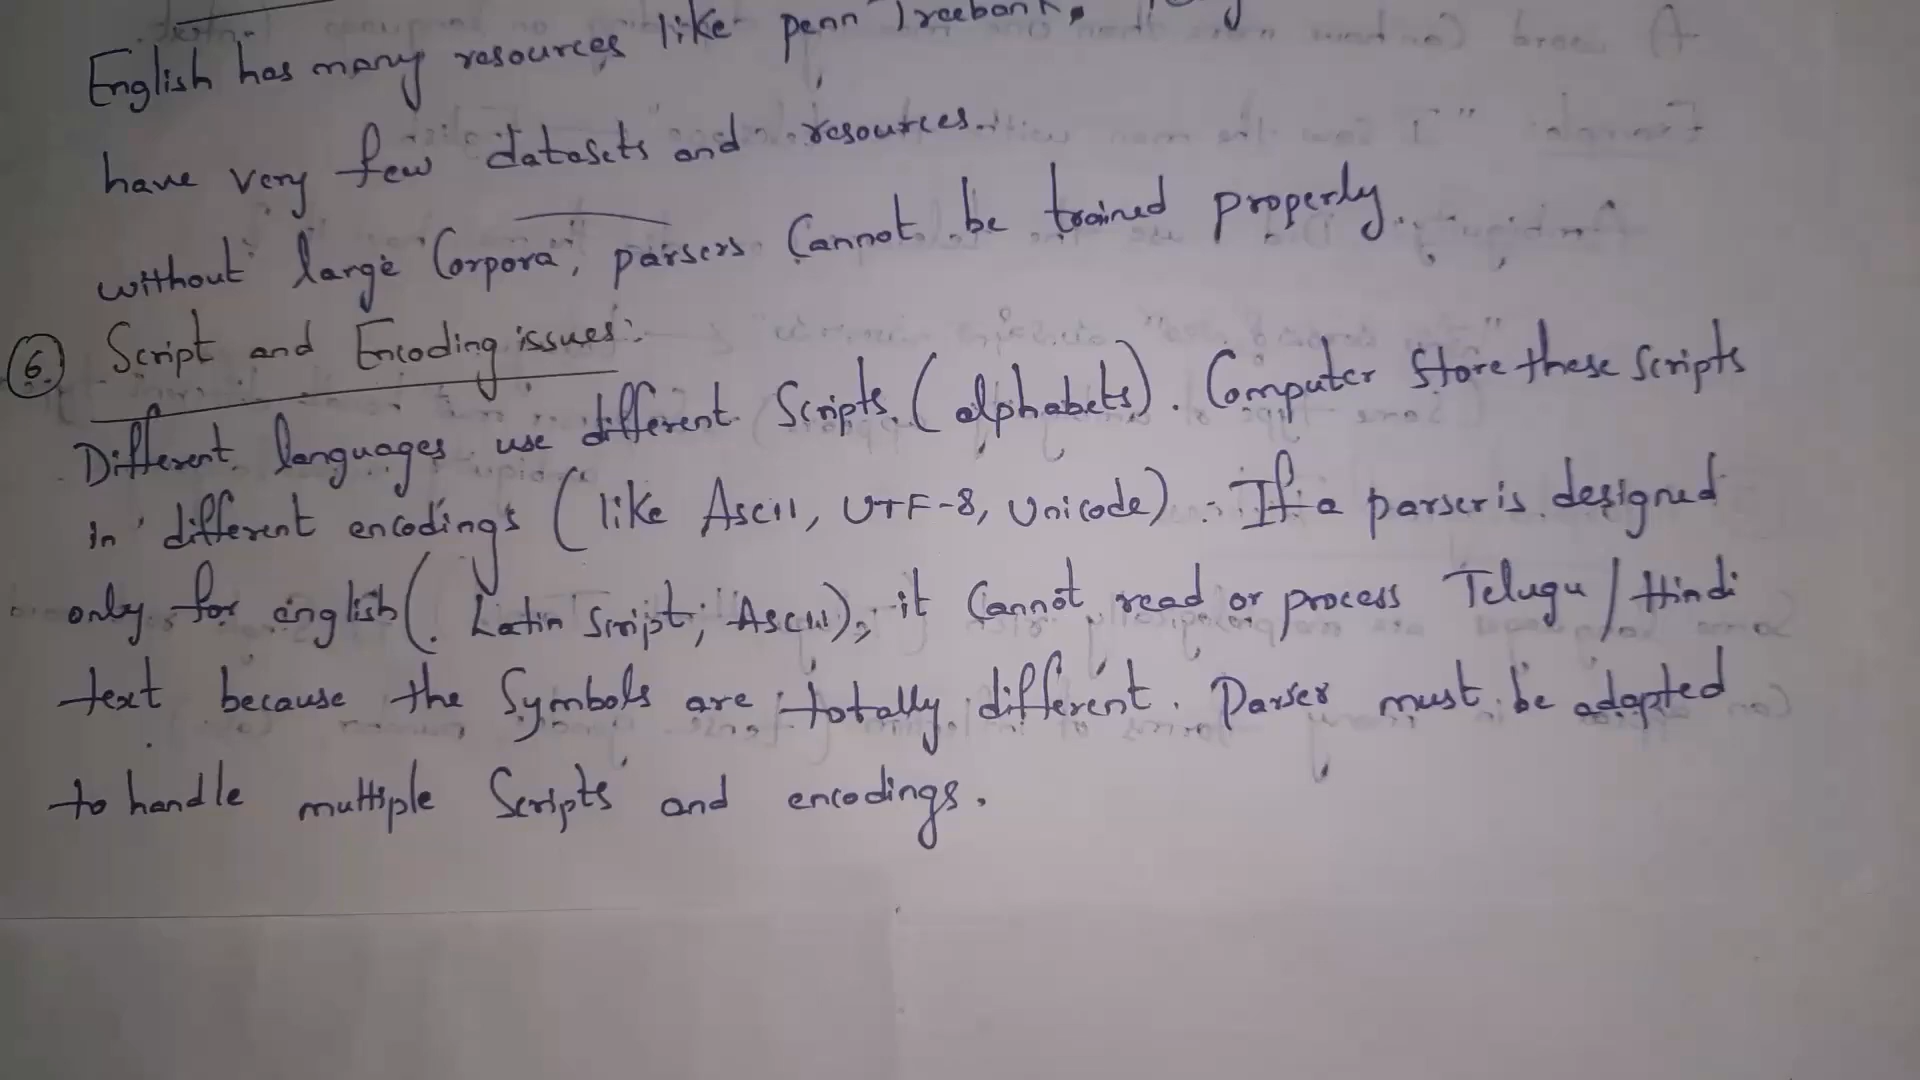 English has many resources like penn Treebank.
have very few datasets and resources.
without large Corpora, parsers Cannot be trained properly.
6 Script and Encoding issues:
Different languages use different Scripts (alphabets). Computer Store these Scripts
in different encodings (like Ascii, UTF-8, Unicode). If a parser is designed
only for english (Latin Script, Ascii), it Cannot read or process Telugu / Hindi
text because the Symbols are totally different. Parser must be adapted
to handle multiple Scripts and encodings.